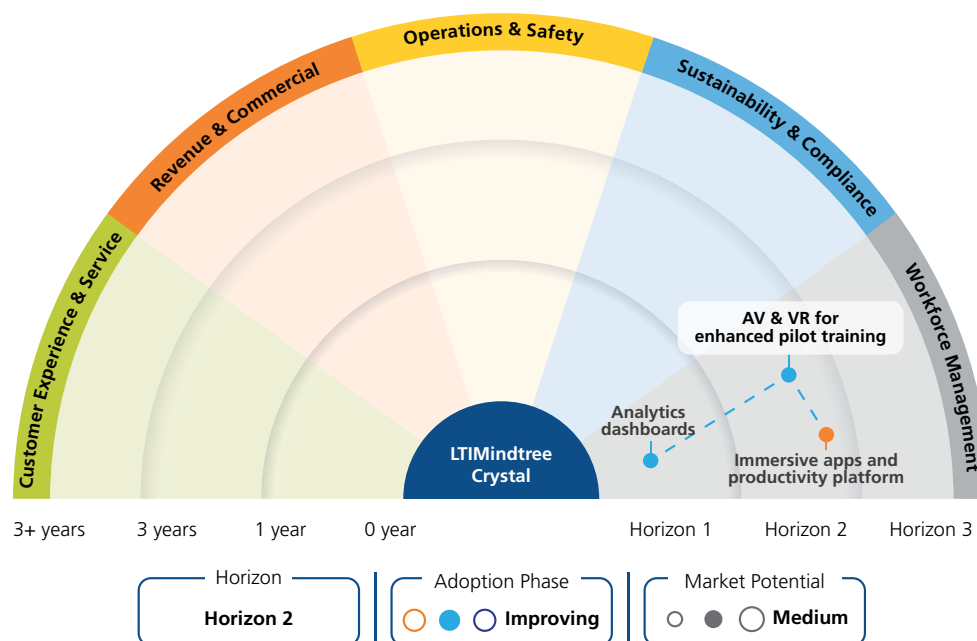 Operations & Safety
Revenue & Commercial
Sustainability & Compliance
Customer Experience & Service
Workforce Management
AV & VR for
enhanced pilot training
Analytics
dashboards
Immersive apps and
productivity platform
LTIMindtree
Crystal
3+ years
3 years
1 year
0 year
Horizon 1
Horizon 2
Horizon 3
Horizon
Horizon 2
Adoption Phase
Improving
Market Potential
Medium